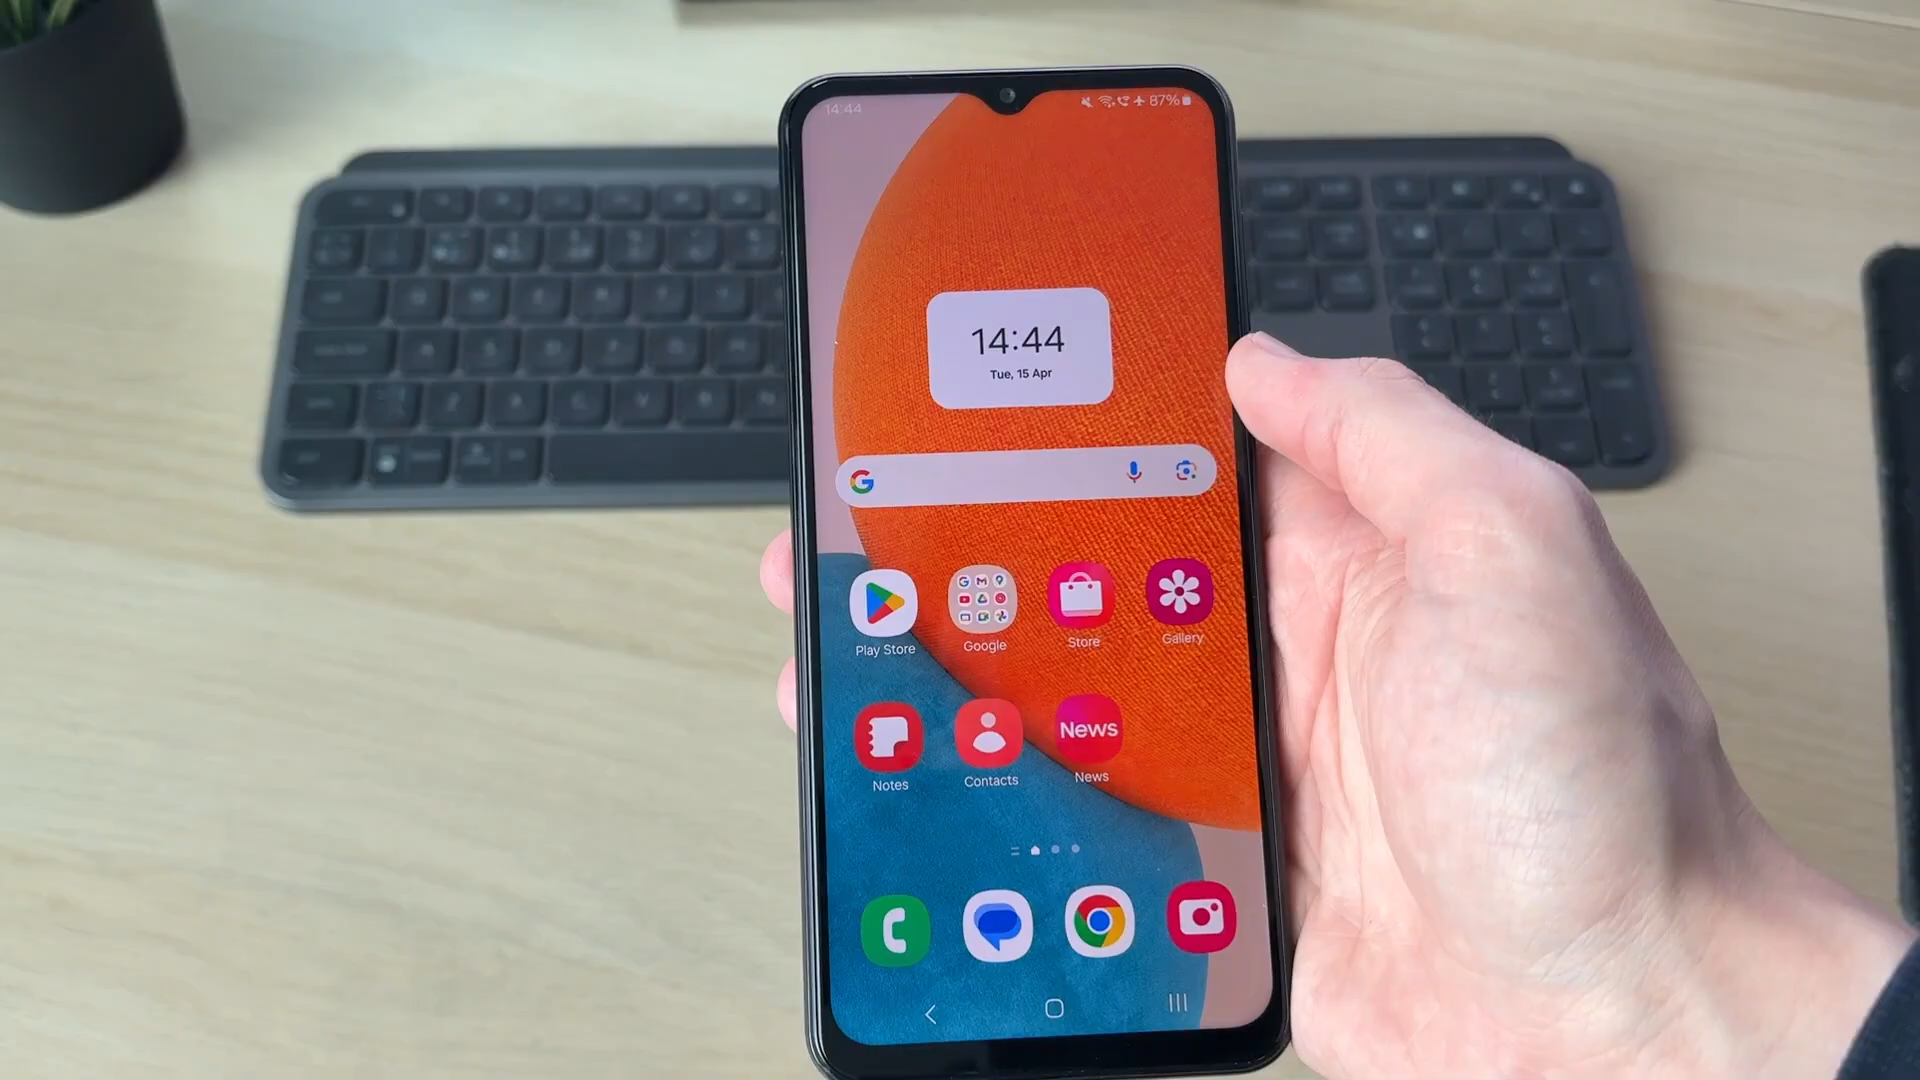 14:44
87%
14:44
Tue, 15 Apr
Play Store
Google
Store
Gallery
News
Notes
Contacts
News